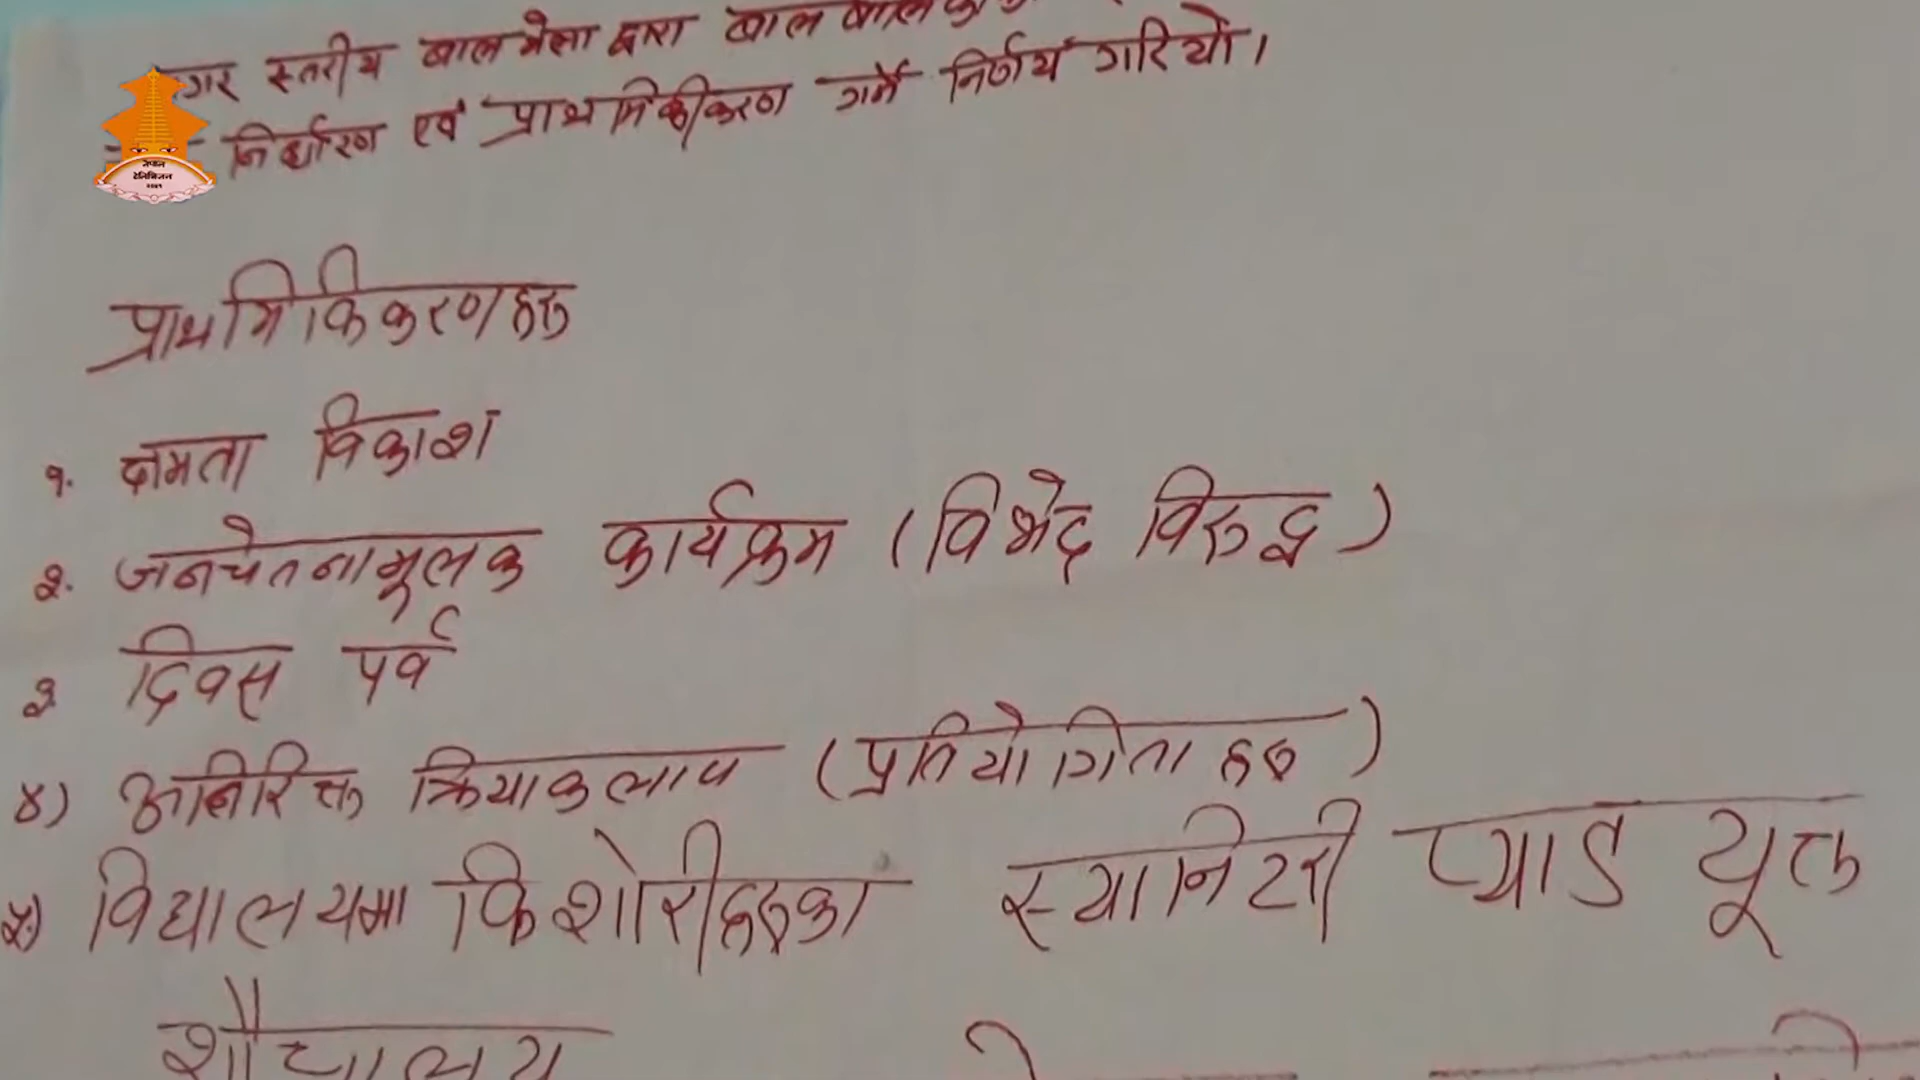 स्तरीय बाल भेला द्वारा बाल
निर्धारण एवं प्राथमिकीकरण गर्ने निर्णय गरियो।
नेपाल
टेलिभिजन
प्राथमिकिकरणहरु
१. क्षमता विकाश
२. जनचेतनामूलक कार्यक्रम (विभेद विरुद्ध)
३ दिवस पर्व
४) अतिरिक्त क्रियाकलाप (प्रतियोगिता हरु)
५) विद्यालयमा किशोरीहरुका स्यानिटरी प्याड यूक्त
शौचालय